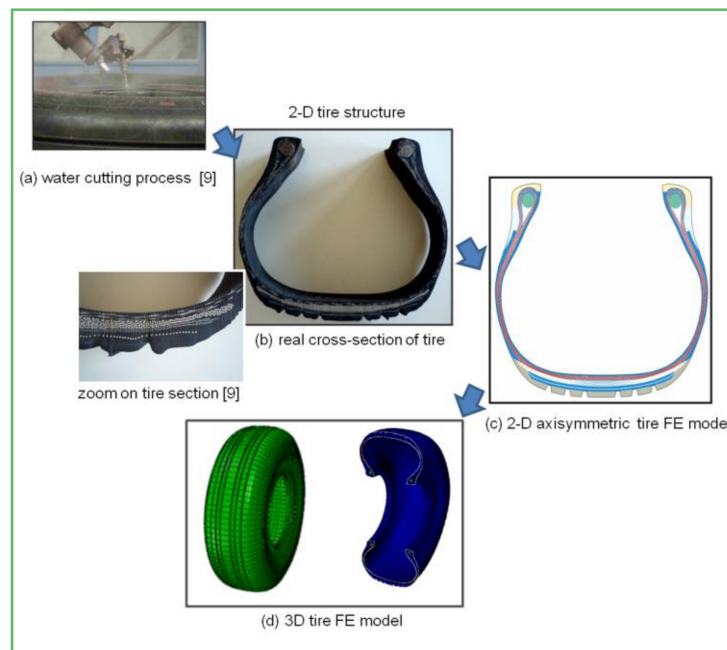 2-D tire structure
(a) water cutting process [9]
(b) real cross-section of tire
zoom on tire section [9]
(c) 2-D axisymmetric tire FE mode
(d) 3D tire FE model